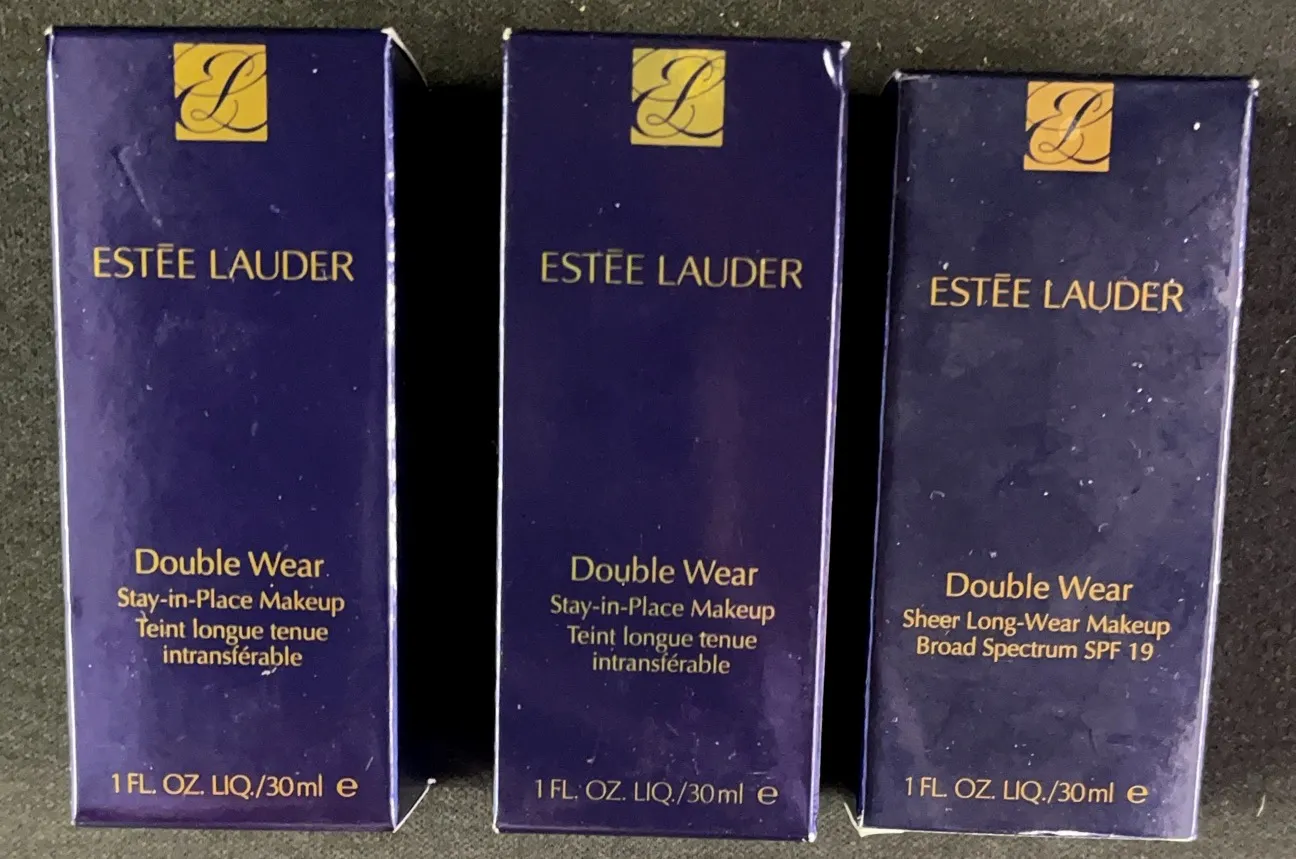 ESTĒE LAUDER
Double Wear
Stay-in-Place Makeup
Teint longue tenue
intransférable
1 FL. OZ. LIQ./30ml e
ESTĒE LAUDER
Double Wear
Stay-in-Place Makeup
Teint longue tenue
intransférable
1 FL. OZ. LIQ./30ml e
ESTĒE LAUDER
Double Wear
Sheer Long-Wear Makeup
Broad Spectrum SPF 19
1 FL. OZ. LIQ./30ml e